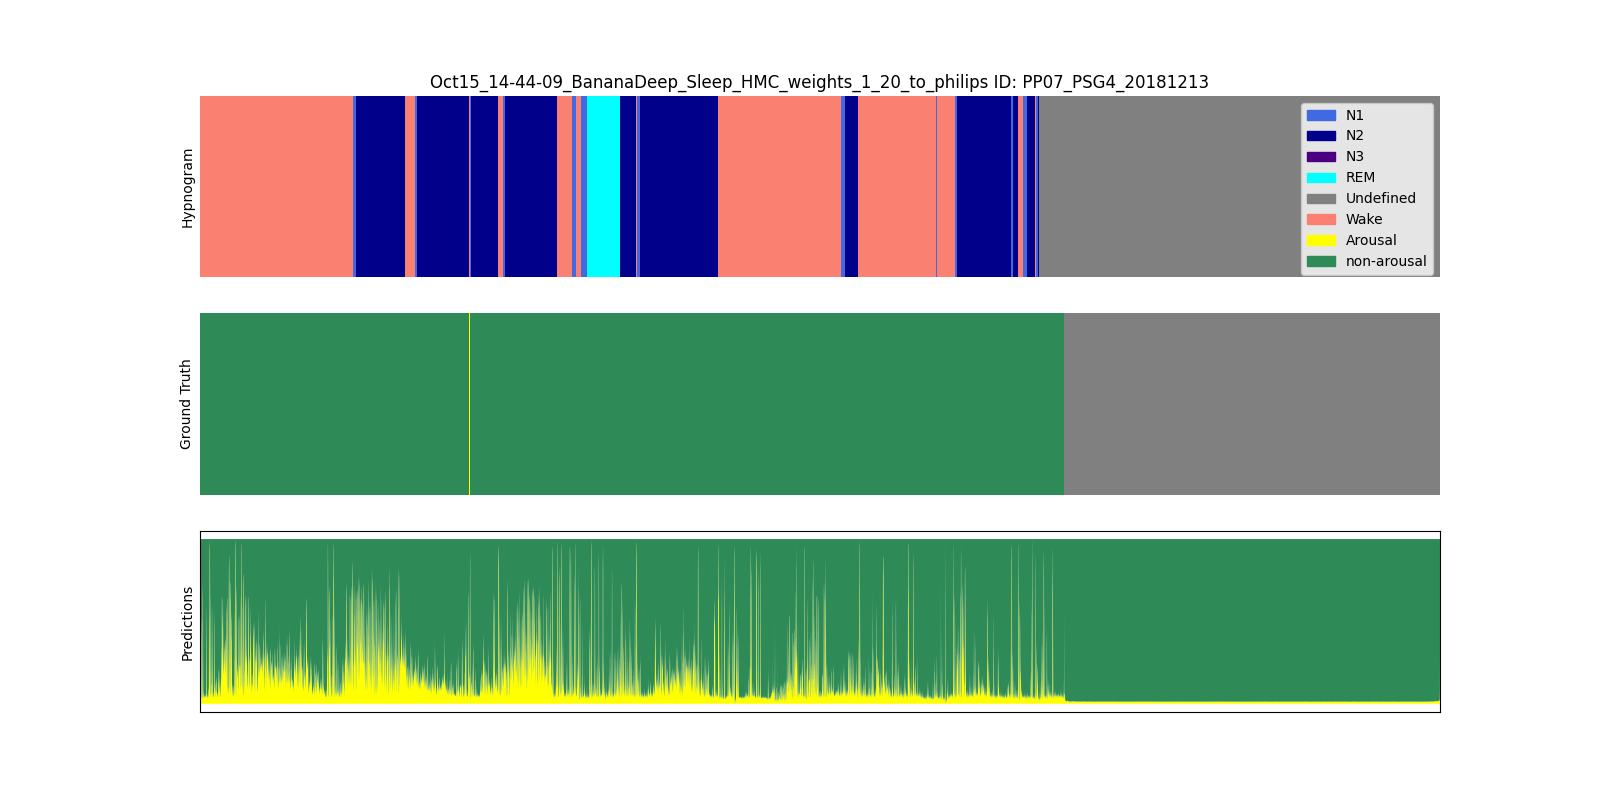 Oct15_14-44-09_BananaDeep_Sleep_HMC_weights_1_20_to_philips ID: PP07_PSG4_20181213
Hypnogram
N1
N2
N3
REM
Undefined
Wake
Arousal
non-arousal
Ground Truth
Predictions